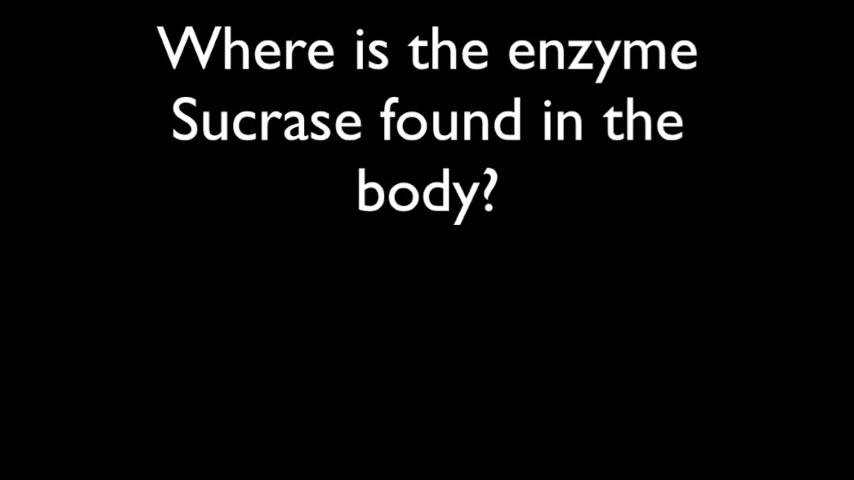 Where is the enzyme
Sucrase found in the
body?